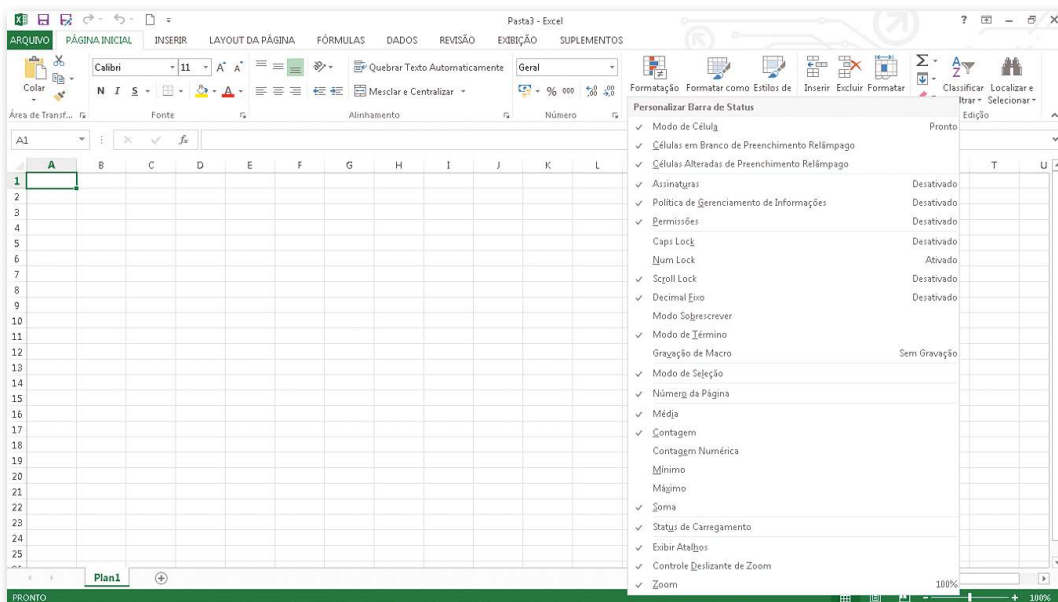 Pasta3 - Excel
ARQUIVO PÁGINA INICIAL INSERIR LAYOUT DA PÁGINA FÓRMULAS DADOS REVISÃO EXIBIÇÃO SUPLEMENTOS
Colar
Calibri 11
N I S
Quebrar Texto Automaticamente
Mesclar e Centralizar
Geral
% 000
Formatação Formatar como Estilos de Inserir Excluir Formatar Classificar Localizar e
ltrar Selecionar
Área de Transf... Fonte Alinhamento Número Edição
A1 fx
A B C D E F G H I J K L T U
1
2
3
4
5
6
7
8
9
10
11
12
13
14
15
16
17
18
19
20
21
22
23
24
25
Personalizar Barra de Status
Modo de Célula Pronto
Células em Branco de Preenchimento Relâmpago
Células Alteradas de Preenchimento Relâmpago
Assinaturas Desativado
Política de Gerenciamento de Informações Desativado
Permissões Desativado
Caps Lock Desativado
Num Lock Ativado
Scroll Lock Desativado
Decimal Fixo Desativado
Modo Sobrescrever
Modo de Término
Gravação de Macro Sem Gravação
Modo de Seleção
Número da Página
Média
Contagem
Contagem Numérica
Mínimo
Máximo
Soma
Status de Carregamento
Exibir Atalhos
Controle Deslizante de Zoom
Zoom 100%
Plan1
PRONTO 100%